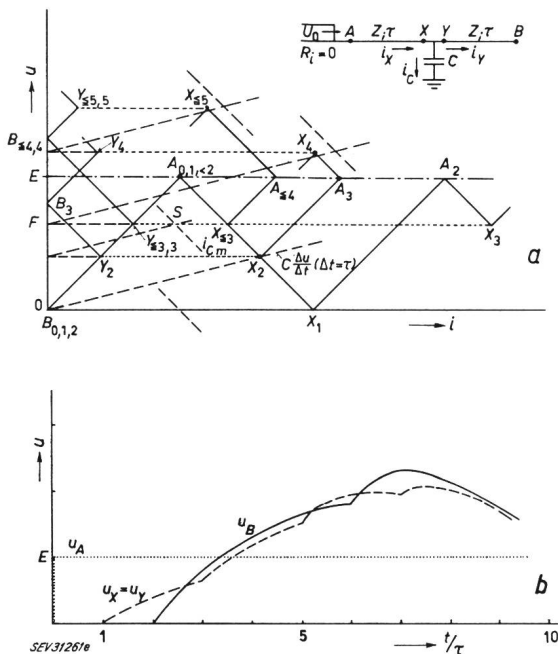 U₀ A Z,τ X Y Z,τ B
Rᵢ=0 i_X i_C C i_Y
u
Y≦5,5 X≦5
B≦4,4 Y₄ X₄
E A₀,₁,<₂ A≦4 A₃ A₂
B₃
F S Y≦3,3 i_Cm X≦3 X₃
Y₂ X₂ C Δu/Δt (Δt=τ)
a
0 X₁ i
B₀,₁,₂
u
b
u_B
E u_A
u_X=u_Y
1 5 10
SEV31261e t/τ